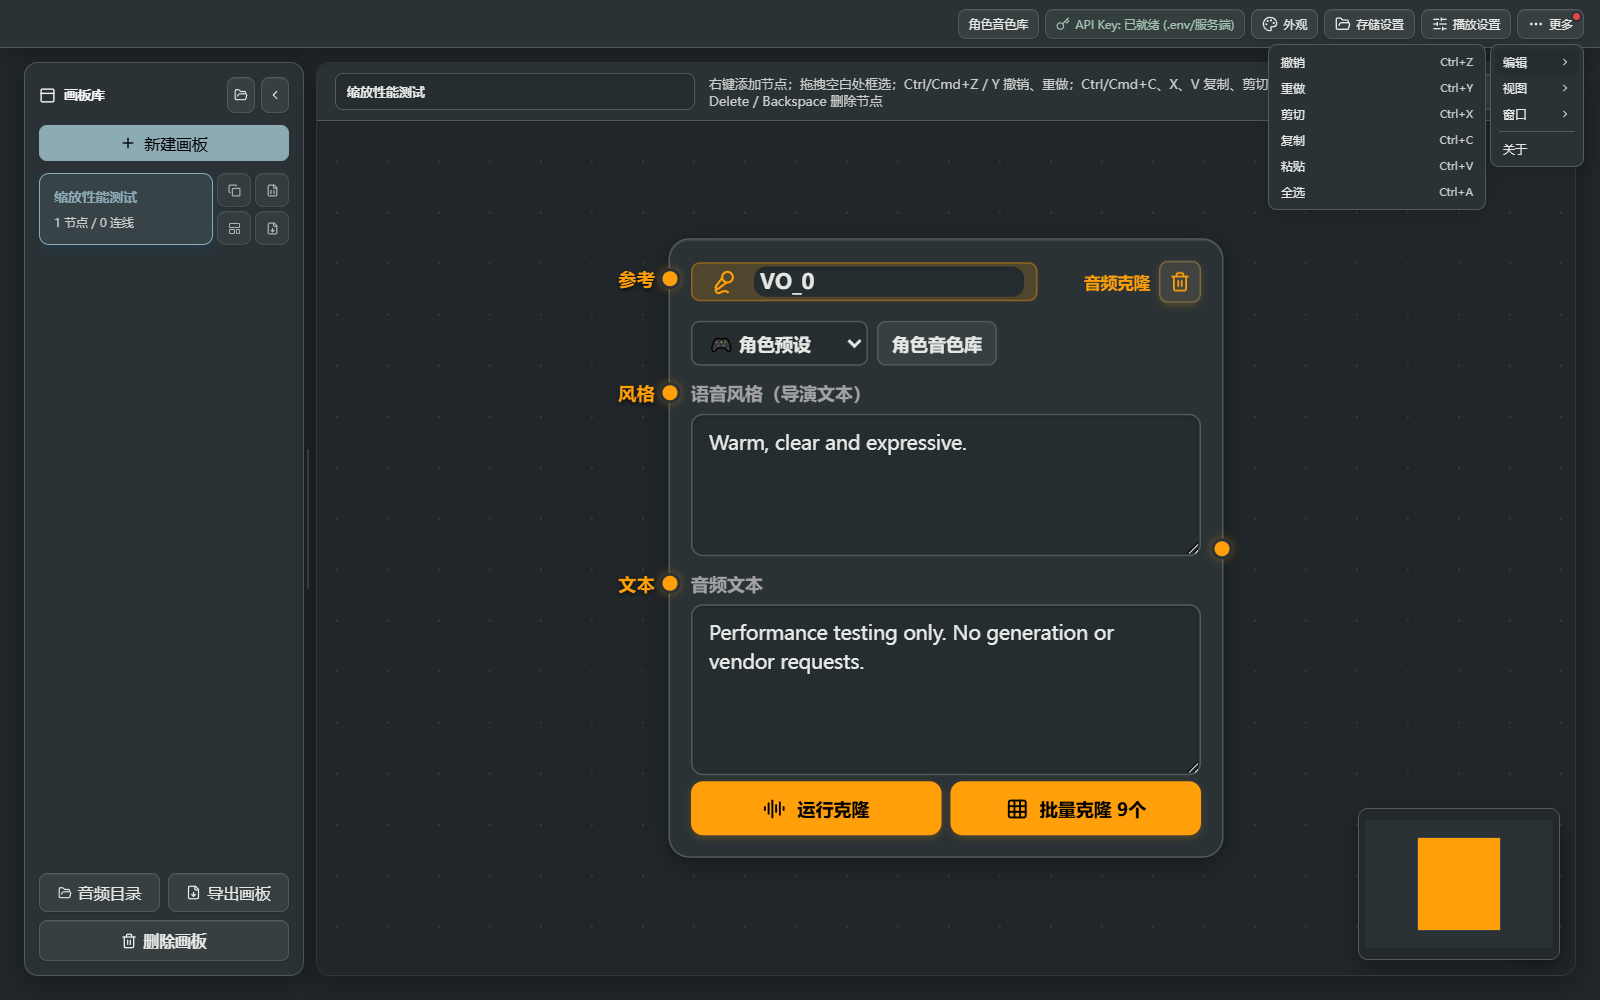 角色音色库
API Key: 已就绪 (.env/服务端)
外观
存储设置
播放设置
更多
画板库
新建画板
缩放性能测试
1 节点 / 0 连线
音频目录
导出画板
删除画板
缩放性能测试
右键添加节点；拖拽空白处框选；Ctrl/Cmd+Z / Y 撤销、重做；Ctrl/Cmd+C、X、V 复制、剪切
Delete / Backspace 删除节点
撤销 Ctrl+Z
重做 Ctrl+Y
剪切 Ctrl+X
复制 Ctrl+C
粘贴 Ctrl+V
全选 Ctrl+A
编辑
视图
窗口
关于
参考
VO_0
音频克隆
角色预设
角色音色库
风格
语音风格（导演文本）
Warm, clear and expressive.
文本
音频文本
Performance testing only. No generation or
vendor requests.
运行克隆
批量克隆 9个